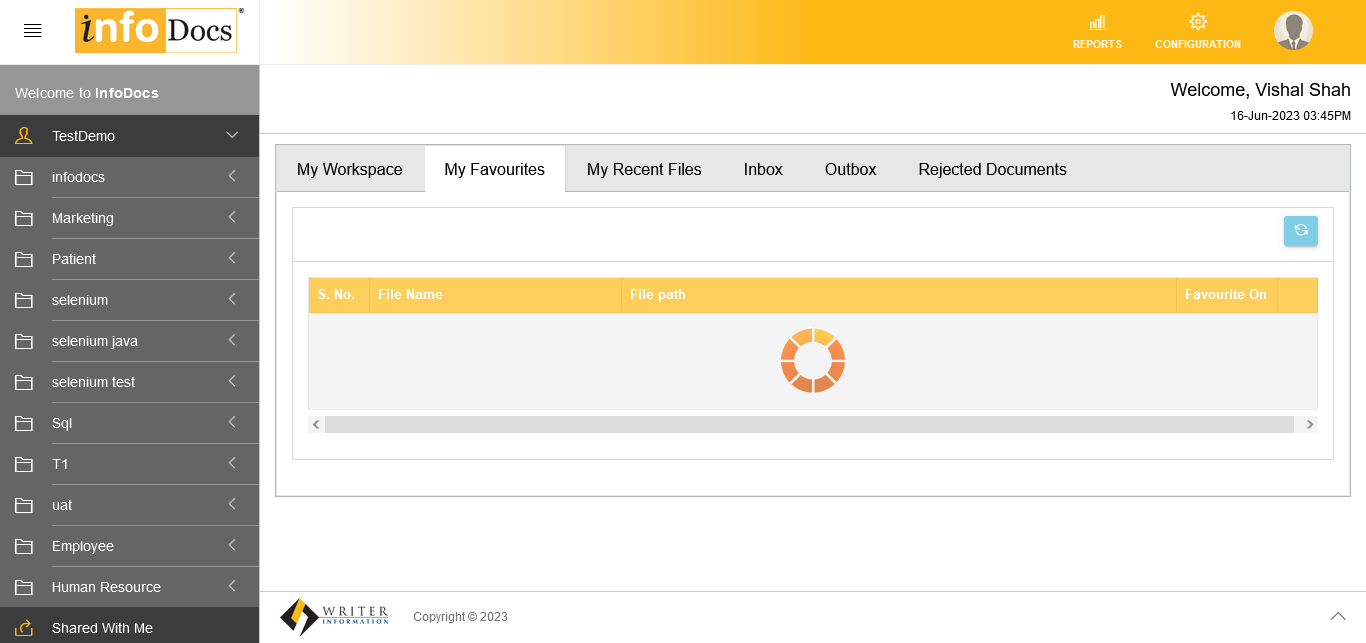 info Docs
REPORTS
CONFIGURATION
Welcome to InfoDocs
Welcome, Vishal Shah
16-Jun-2023 03:45PM
TestDemo
infodocs
Marketing
Patient
selenium
selenium java
selenium test
Sql
T1
uat
Employee
Human Resource
Shared With Me
My Workspace
My Favourites
My Recent Files
Inbox
Outbox
Rejected Documents
S. No.
File Name
File path
Favourite On
WRITER
INFORMATION
Copyright © 2023